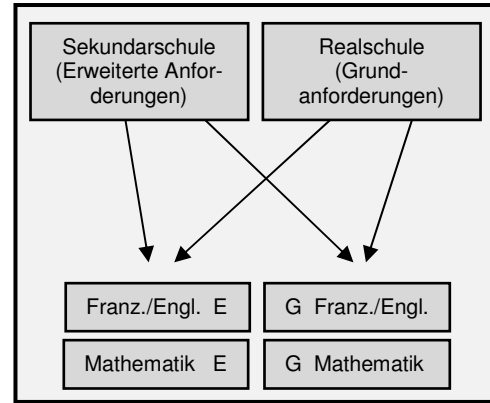 Sekundarschule
(Erweiterte Anfor-
derungen)
Realschule
(Grund-
anforderungen)
Franz./Engl. E
G Franz./Engl.
Mathematik E
G Mathematik